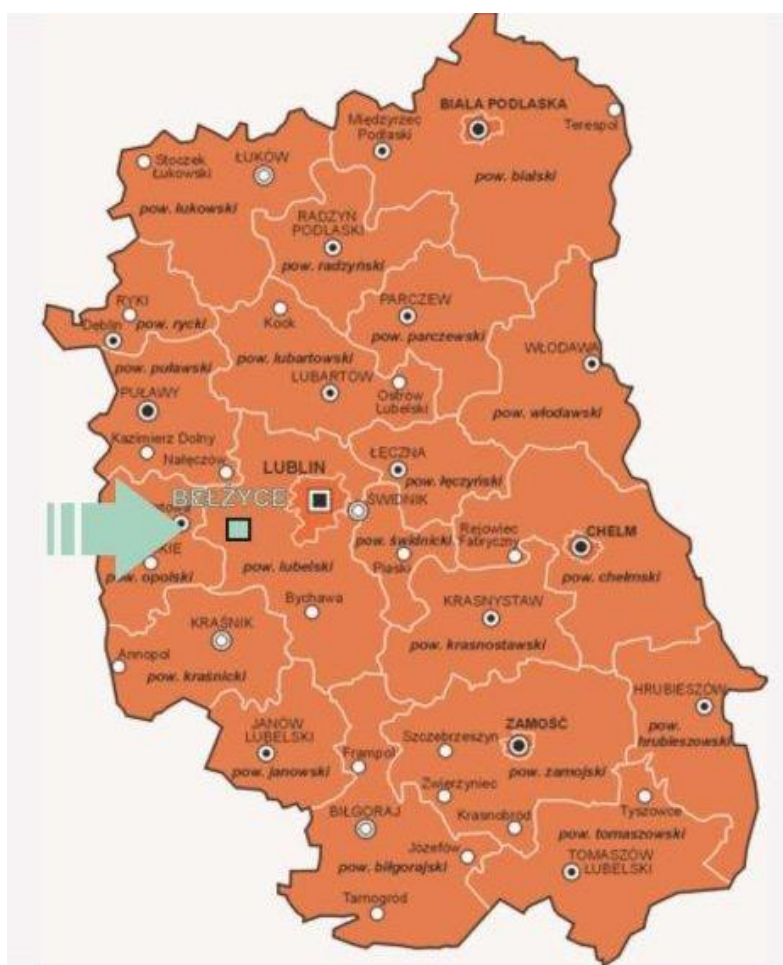 BIALA PODLASKA
Międzyrzec
Podlaski
Terespol
pow. bialski
Stoczek
Łukowski
ŁUKÓW
pow. łukowski
RADZYŃ
PODLASKI
pow. radzyński
RYKI
pow. rycki
Dęblin
Kock
PARCZEW
pow. parczewski
pow. lubartowski
pow. puławski
LUBARTÓW
Ostrów
Lubelski
WŁODAWA
pow. włodawski
PUŁAWY
Kazimierz Dolny
Nałęczów
LUBLIN
ŁĘCZNA
pow. łęczyński
BEŁŻYCE
ŚWIDNIK
pow. świdnicki
Piaski
Rejowiec
Fabryczny
CHELM
pow. chełmski
pow. opolski
pow. lubelski
Bychawa
KRAŚNIK
pow. kraśnicki
Annopol
KRASNYSTAW
pow. krasnostawski
HRUBIESZÓW
pow.
hrubieszowski
JANÓW
LUBELSKI
pow. janowski
Frampol
Szczebrzeszyn
ZAMOŚĆ
pow. zamojski
Zwierzyniec
Krasnobród
Tyszowce
BIŁGORAJ
pow. biłgorajski
Józefów
pow. tomaszowski
TOMASZÓW
LUBELSKI
Tarnogród